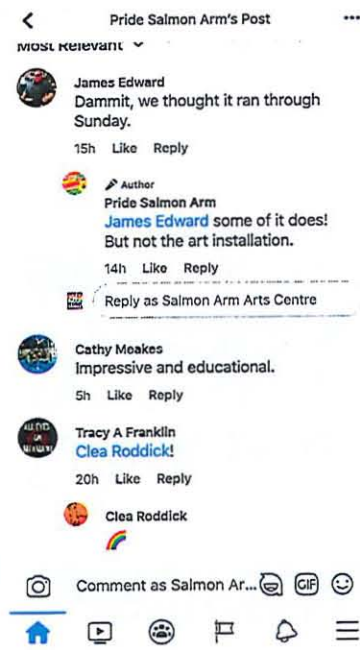 Pride Salmon Arm's Post
Most Relevant
James Edward
Dammit, we thought it ran through
Sunday.
15h Like Reply
Author
Pride Salmon Arm
James Edward some of it does!
But not the art installation.
14h Like Reply
Reply as Salmon Arm Arts Centre
Cathy Meakes
Impressive and educational.
5h Like Reply
Tracy A Franklin
Clea Roddick!
20h Like Reply
Clea Roddick
Comment as Salmon Ar...
GIF